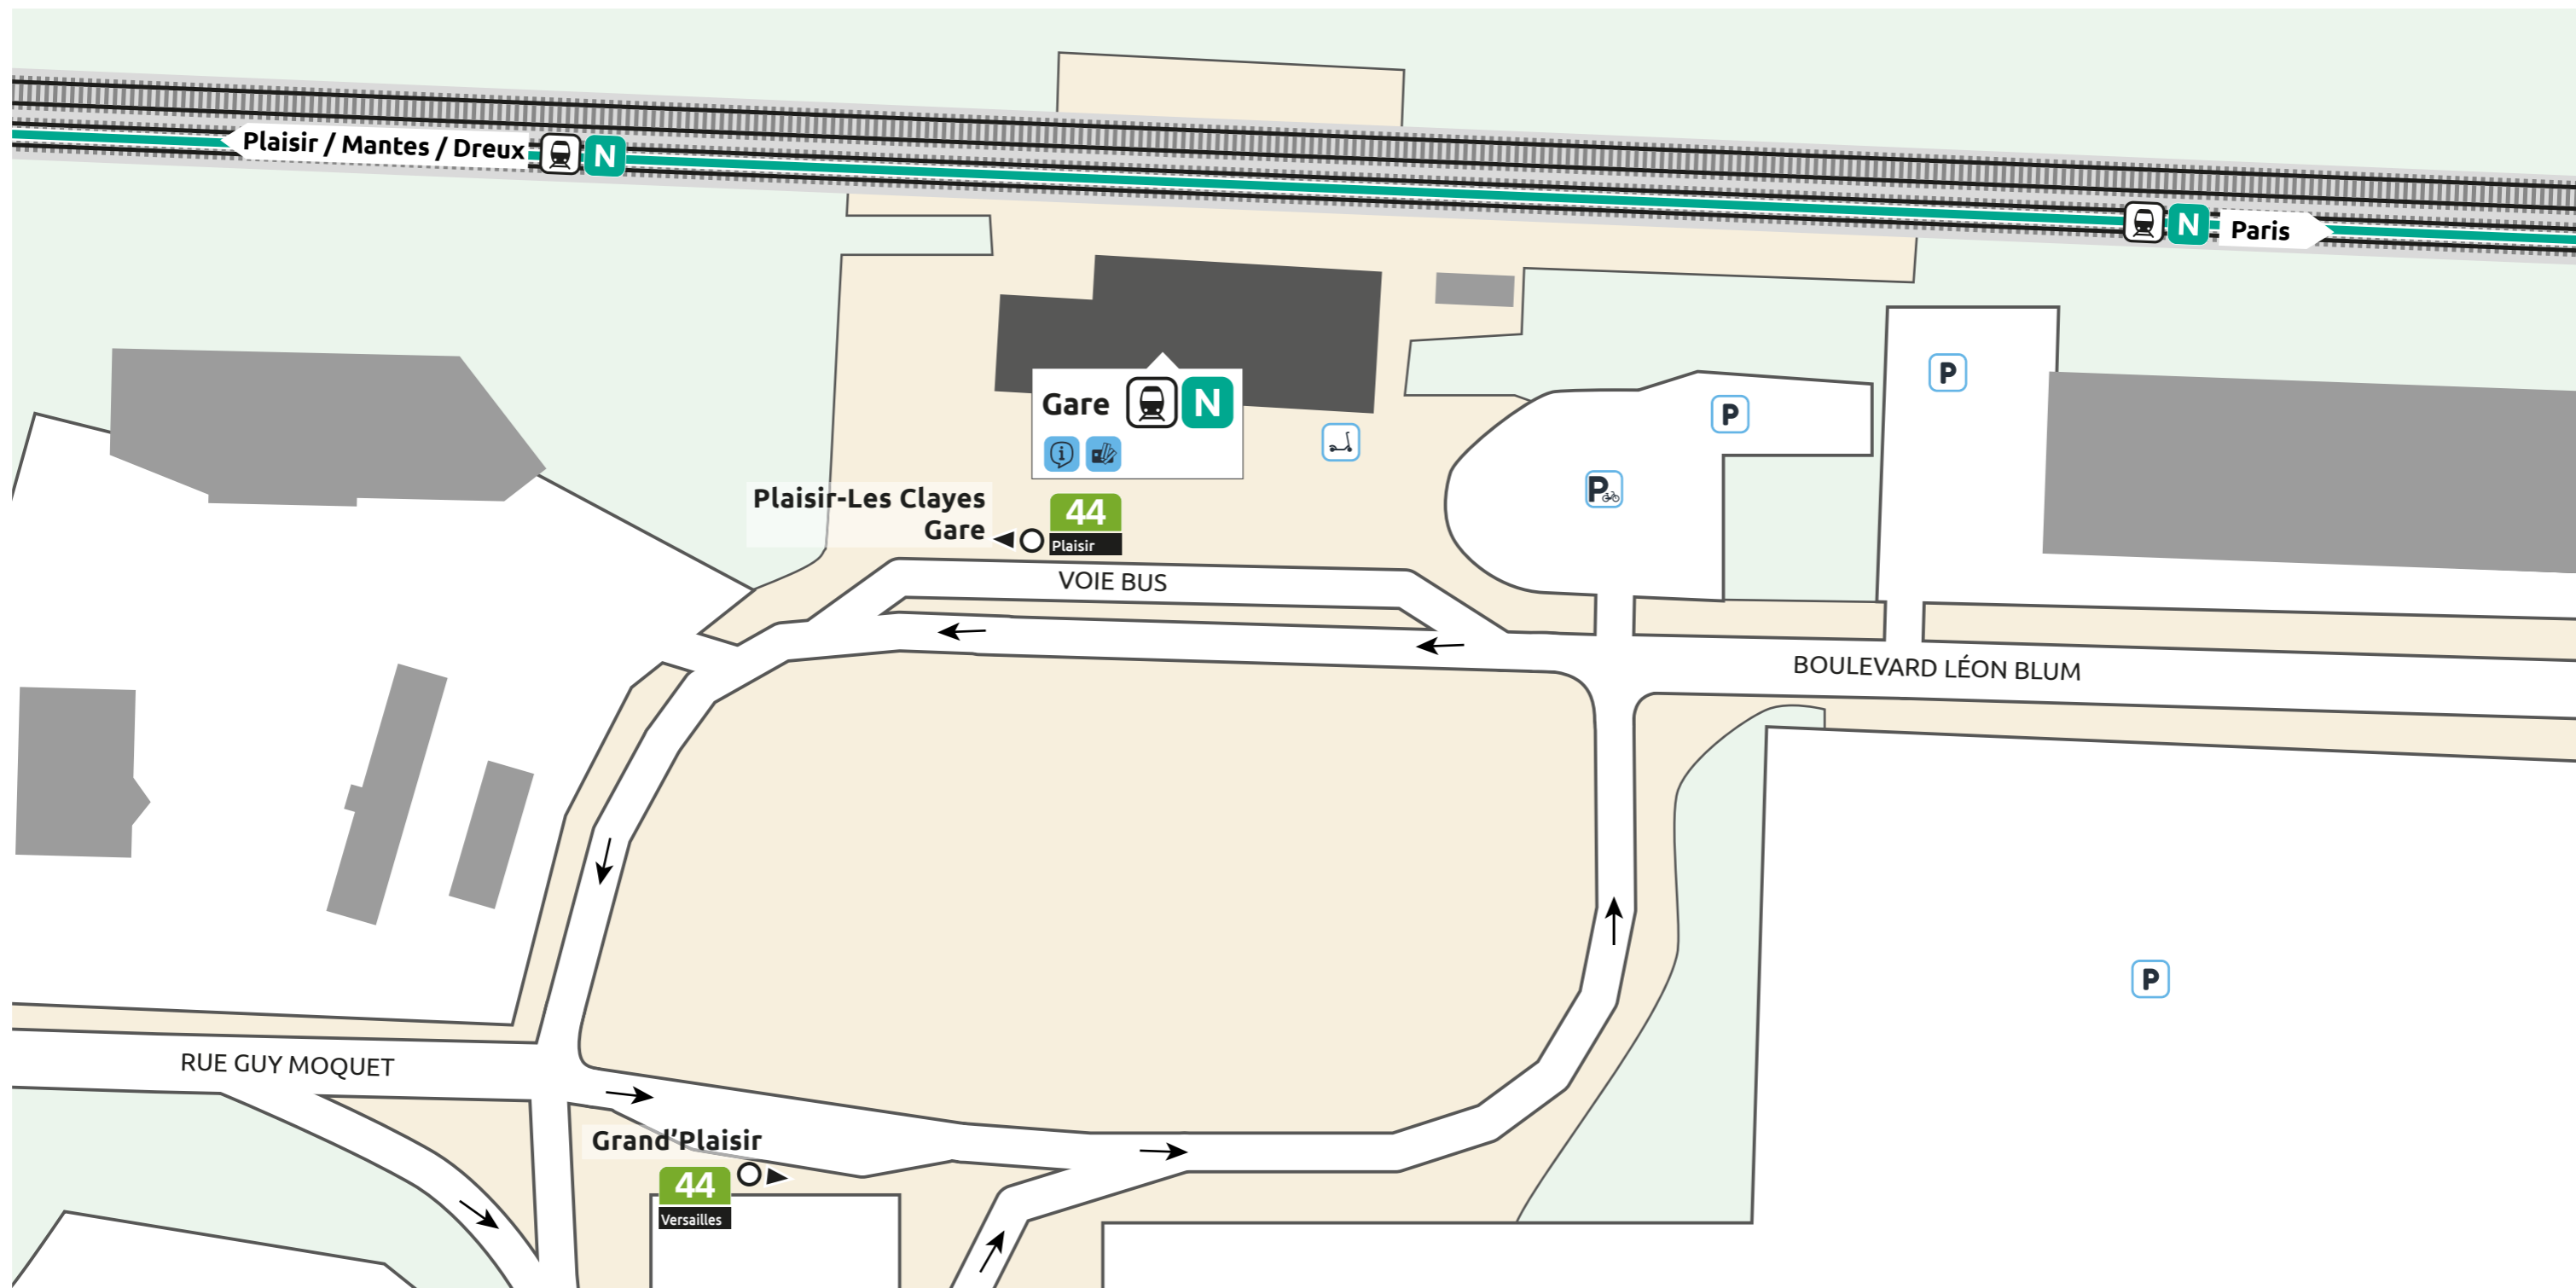 Plaisir / Mantes / Dreux N
N Paris
P
P
Gare N
i
P
Plaisir-Les Clayes
Gare
44
Plaisir
VOIE BUS
BOULEVARD LÉON BLUM
P
RUE GUY MOQUET
Grand'Plaisir
44
Versailles